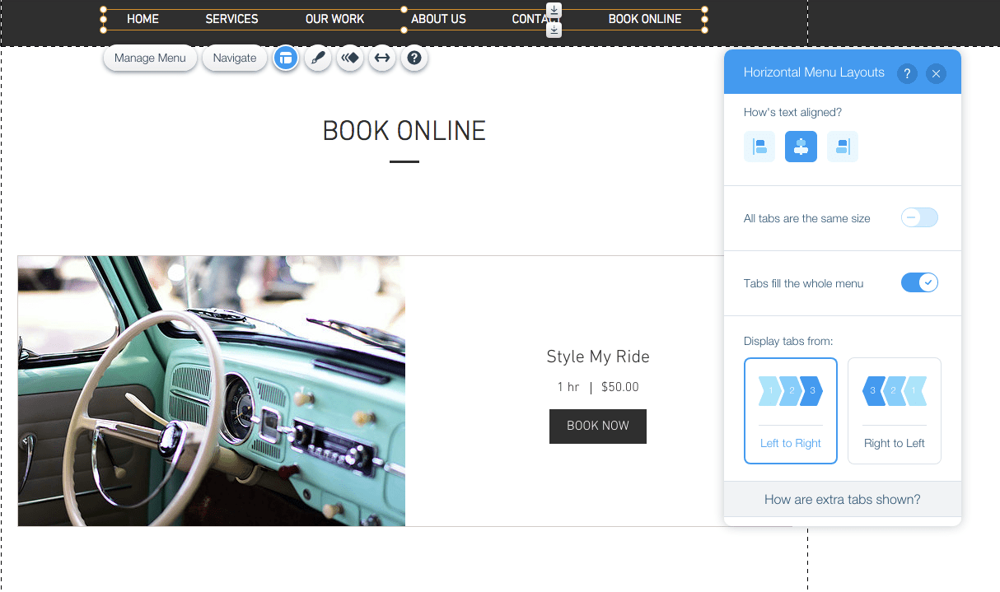 HOME SERVICES OUR WORK ABOUT US CONTACT BOOK ONLINE
Manage Menu Navigate ?
Horizontal Menu Layouts ?
How's text aligned?
All tabs are the same size
Tabs fill the whole menu
Display tabs from:
1 2 3
Left to Right
3 2 1
Right to Left
How are extra tabs shown?
BOOK ONLINE
Style My Ride
1 hr | $50.00
BOOK NOW